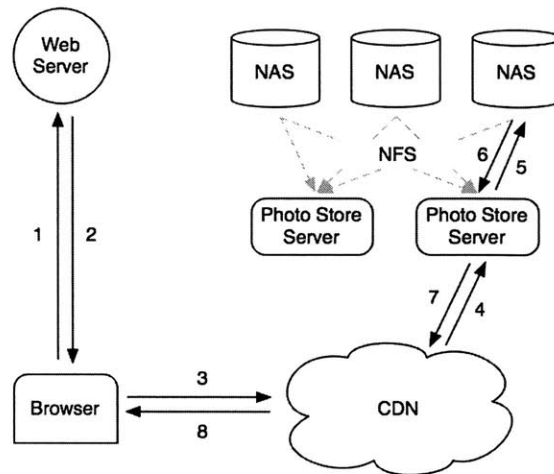 Web
Server
NAS
NAS
NAS
NFS
6
5
Photo Store
Server
Photo Store
Server
1
2
7
4
3
Browser
CDN
8